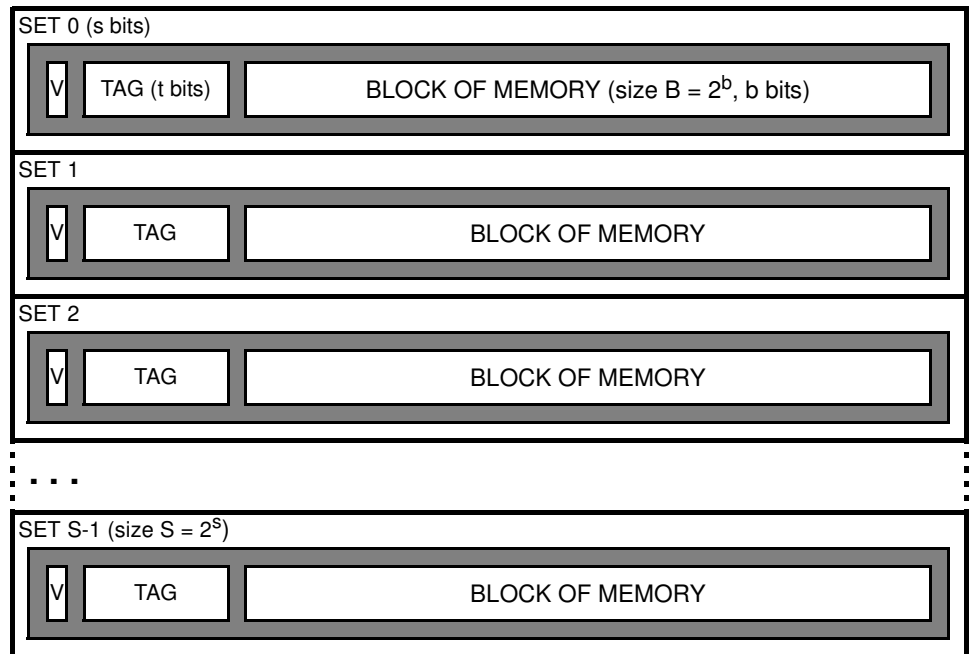 SET 0 (s bits)
V TAG (t bits) BLOCK OF MEMORY (size B = 2^b, b bits)
SET 1
V TAG BLOCK OF MEMORY
SET 2
V TAG BLOCK OF MEMORY
. . .
SET S-1 (size S = 2^s)
V TAG BLOCK OF MEMORY